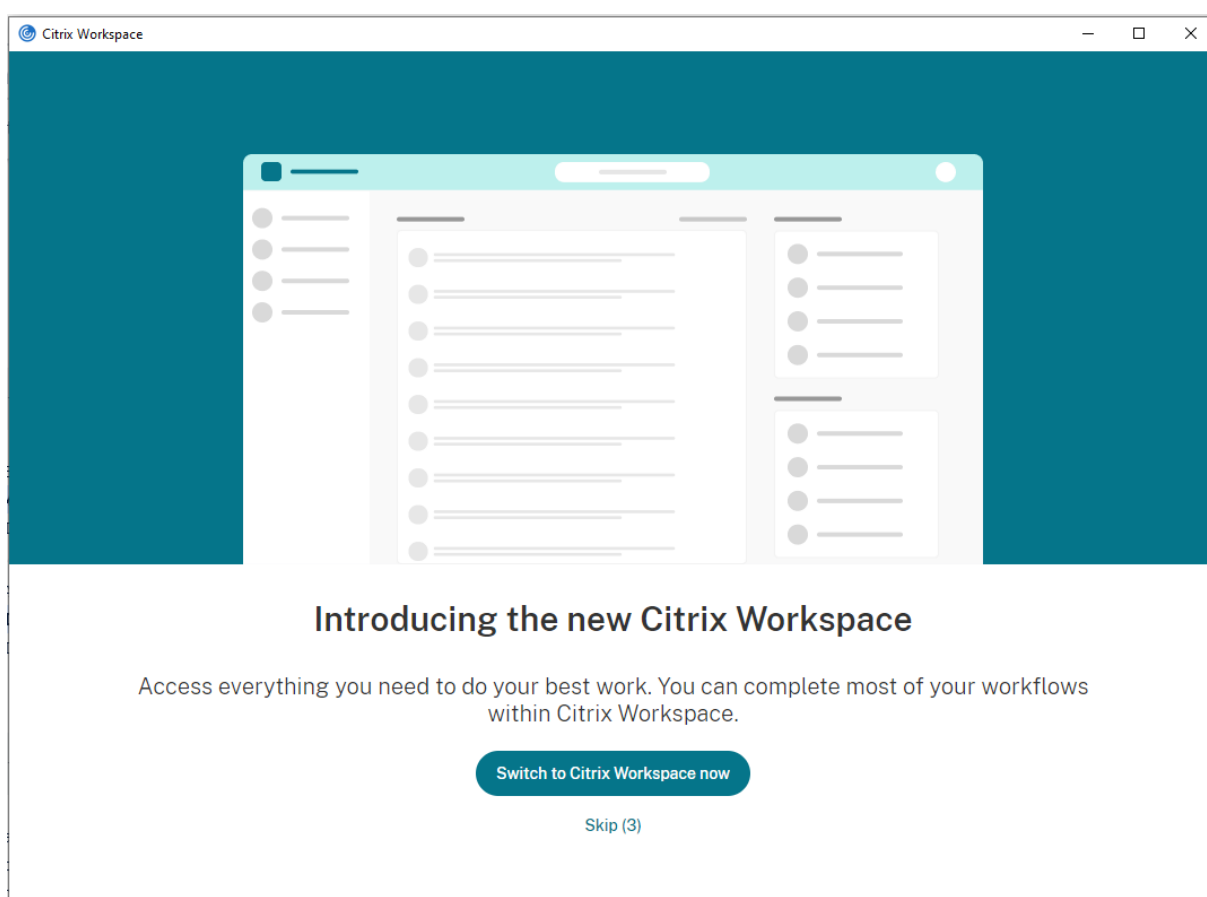 Citrix Workspace
Introducing the new Citrix Workspace
Access everything you need to do your best work. You can complete most of your workflows
within Citrix Workspace.
Switch to Citrix Workspace now
Skip (3)